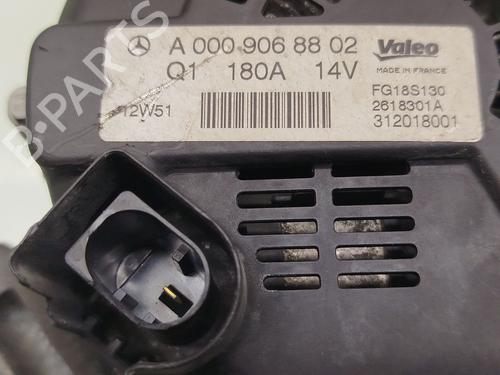 A 000 906 88 02
Valeo
MADE IN FRANCE
Q1 180A 14V
FG18S130
12W51
2618301A
312018001
B-PARTS